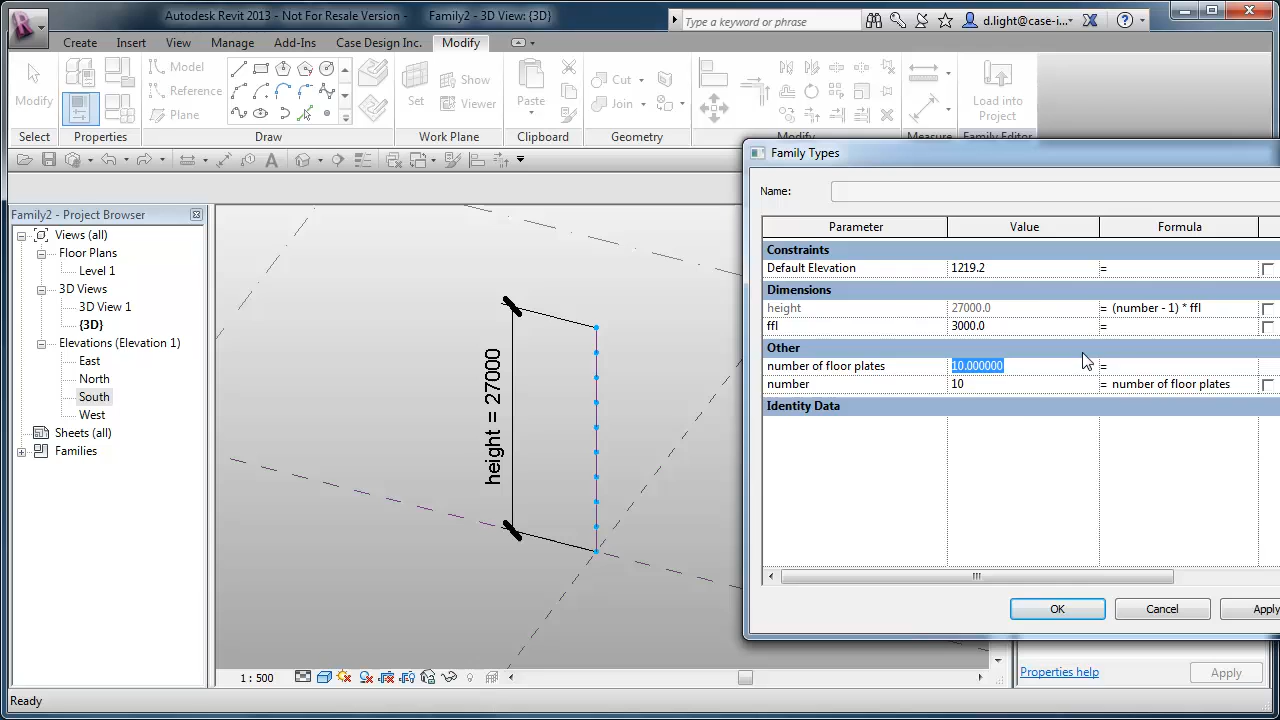 Autodesk Revit 2013 - Not For Resale Version - Family2 - 3D View: {3D}
Type a keyword or phrase
d.light@case-i...
Create Insert View Manage Add-Ins Case Design Inc. Modify
Modify
Model
Reference
Plane
Set
Show
Viewer
Paste
Cut
Join
Load into
Project
Select Properties Draw Work Plane Clipboard Geometry Modify Measure Family Editor
Family2 - Project Browser
Views (all)
Floor Plans
Level 1
3D Views
3D View 1
{3D}
Elevations (Elevation 1)
East
North
South
West
Sheets (all)
Families
height = 27000
Family Types
Name:
Parameter Value Formula
Constraints
Default Elevation 1219.2 =
Dimensions
height 27000.0 = (number - 1) * ffl
ffl 3000.0 =
Other
number of floor plates 10.000000 =
number 10 = number of floor plates
Identity Data
OK Cancel Apply
1 : 500
Properties help Apply
Ready